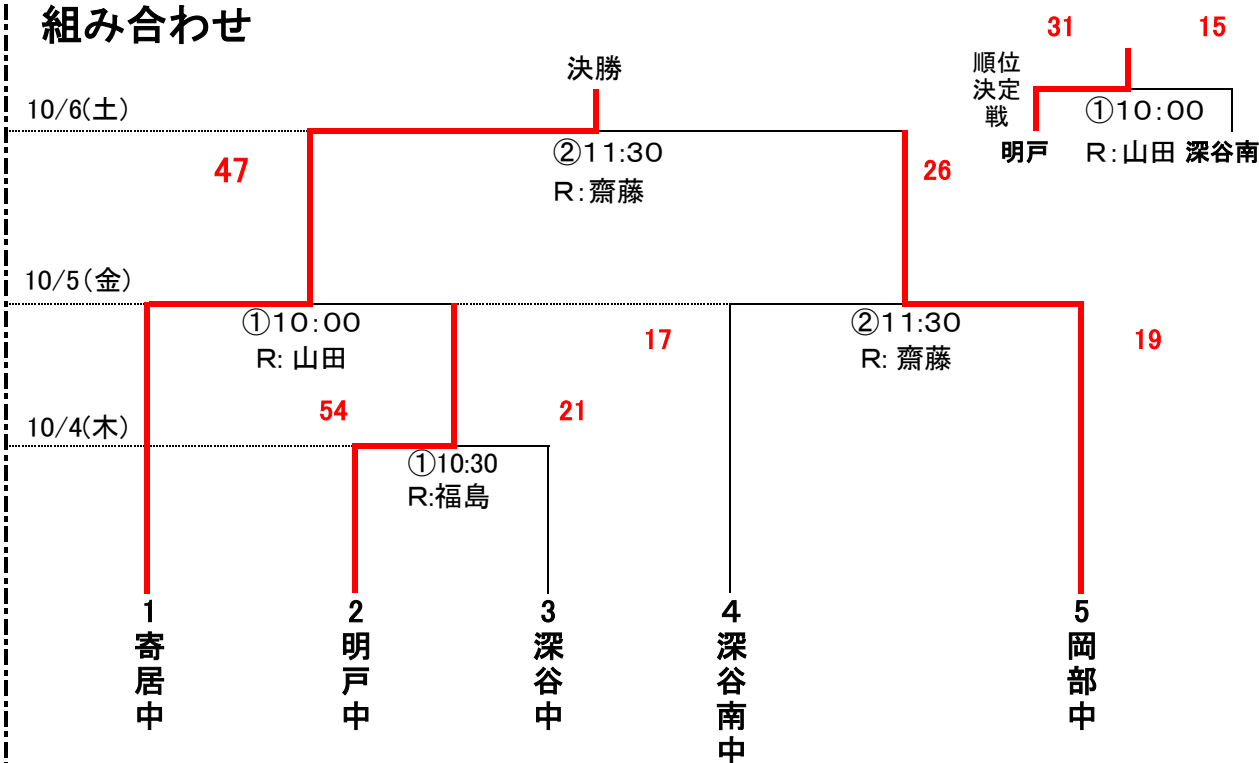 組み合わせ
31
15
決勝
順位
決定
戦
10/6(土)
①10:00
明戸
R:山田
深谷南
②11:30
R:齋藤
47
26
10/5(金)
①10:00
R: 山田
17
②11:30
R: 齋藤
19
54
21
10/4(木)
①10:30
R:福島
1
寄居中
2
明戸中
3
深谷中
4
深谷南中
5
岡部中